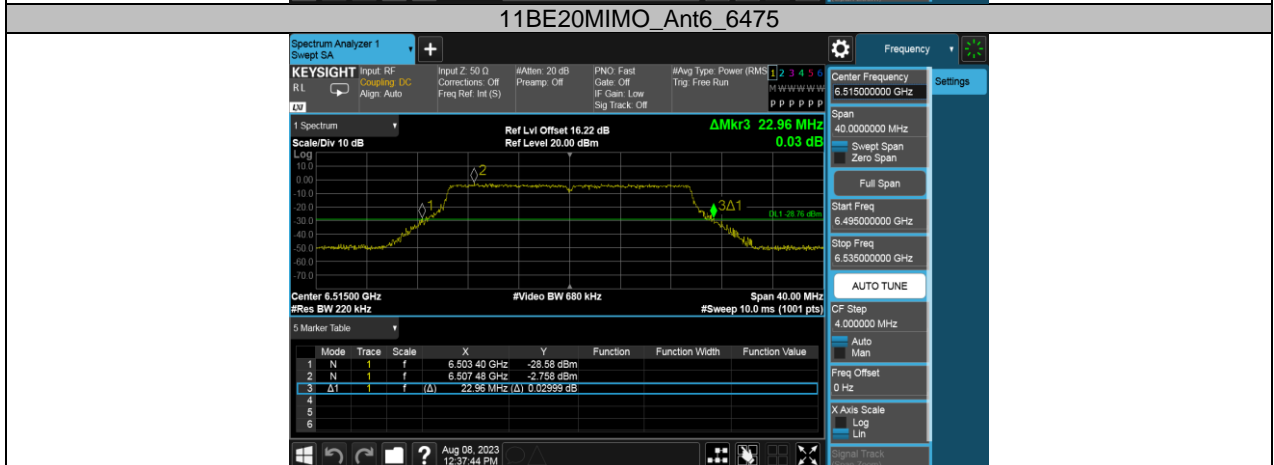 11BE20MIMO_Ant6_6475
Spectrum Analyzer 1
Swept SA
Frequency
KEYSIGHT
Input: RF
Coupling: DC
Align: Auto
Input Z: 50 Ω
Corrections: Off
Freq Ref: Int (S)
#Atten: 20 dB
Preamp: Off
PNO: Fast
Gate: Off
IF Gain: Low
Sig Track: Off
#Avg Type: Power (RMS
Trig: Free Run
1 2 3 4 5 6
M W W W W W
P P P P P P
RL
LXI
Center Frequency
6.515000000 GHz
Settings
1 Spectrum
Ref Lvl Offset 16.22 dB
ΔMkr3 22.96 MHz
Scale/Div 10 dB
Ref Level 20.00 dBm
0.03 dB
Log
10.0
0.00
-10.0
-20.0
-30.0
-40.0
-50.0
-60.0
-70.0
2
1
3Δ1
DL1 -28.76 dBm
Center 6.51500 GHz
#Video BW 680 kHz
Span 40.00 MHz
#Res BW 220 kHz
#Sweep 10.0 ms (1001 pts)
Span
40.0000000 MHz
Swept Span
Zero Span
Full Span
Start Freq
6.495000000 GHz
Stop Freq
6.535000000 GHz
AUTO TUNE
CF Step
4.000000 MHz
Auto
Man
Freq Offset
0 Hz
X Axis Scale
Log
Lin
Signal Track
(Span Zoom)
5 Marker Table
Mode Trace Scale X Y Function Function Width Function Value
1 N 1 f 6.503 40 GHz -28.58 dBm
2 N 1 f 6.507 48 GHz -2.758 dBm
3 Δ1 1 f (Δ) 22.96 MHz (Δ) 0.02999 dB
4
5
6
?
Aug 08, 2023
12:37:44 PM